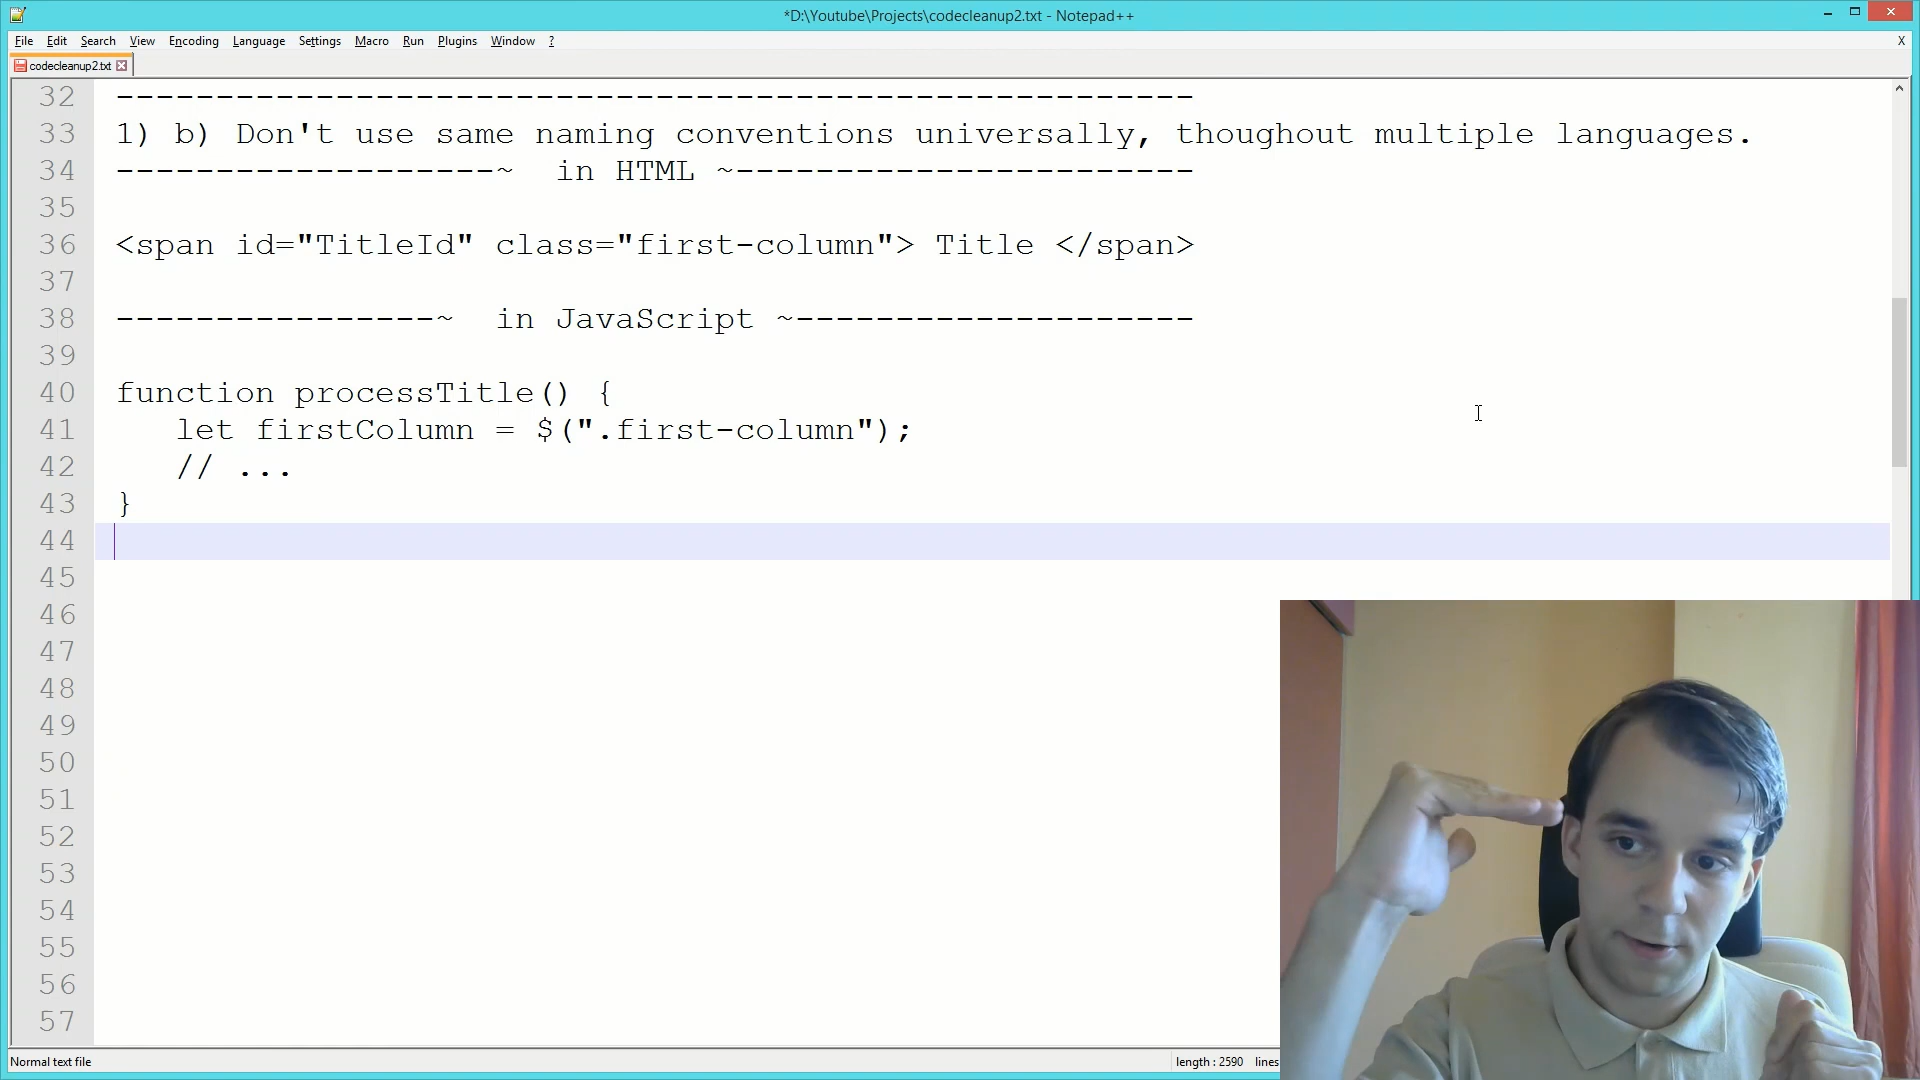 *D:\Youtube\Projects\codecleanup2.txt - Notepad++
File Edit Search View Encoding Language Settings Macro Run Plugins Window ? X
codecleanup2.txt
32 ------------------------------------------------------
33 1) b) Don't use same naming conventions universally, thoughout multiple languages.
34 -------------------~ in HTML ~-----------------------
35
36 <span id="TitleId" class="first-column"> Title </span>
37
38 ----------------~ in JavaScript ~--------------------
39
40 function processTitle() {
41 let firstColumn = $(".first-column");
42 // ...
43 }
44
45
46
47
48
49
50
51
52
53
54
55
56
57
Normal text file length : 2590 lines